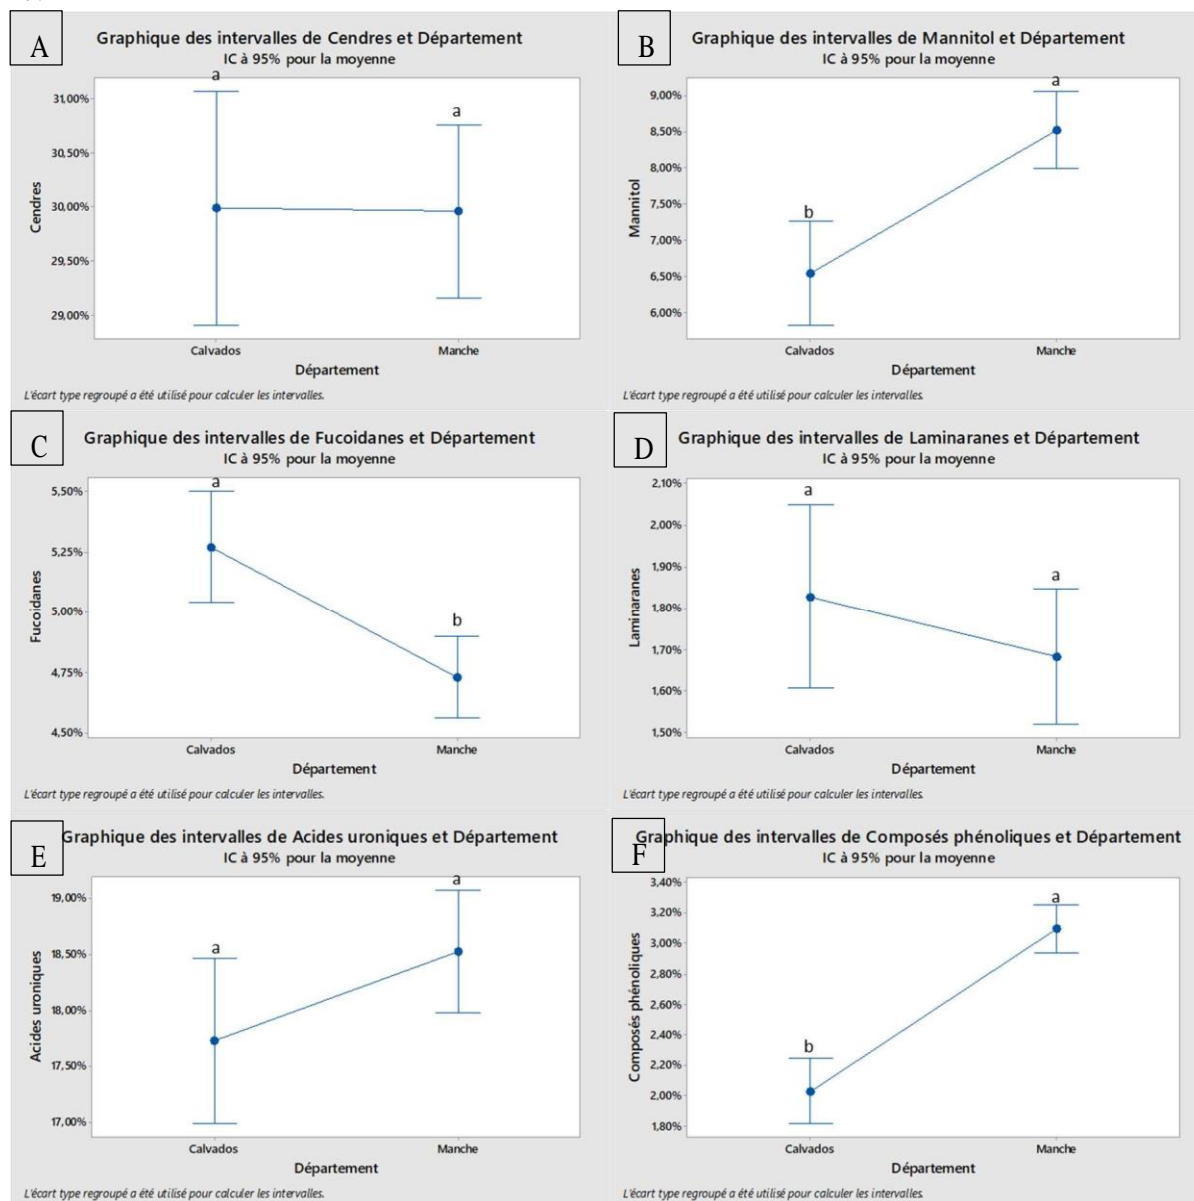 A
Graphique des intervalles de Cendres et Département
IC à 95% pour la moyenne
a
a
31,00%
30,50%
30,00%
29,50%
29,00%
Cendres
Calvados
Manche
Département
L'écart type regroupé a été utilisé pour calculer les intervalles.
B
Graphique des intervalles de Mannitol et Département
IC à 95% pour la moyenne
a
b
9,00%
8,50%
8,00%
7,50%
7,00%
6,50%
6,00%
Mannitol
Calvados
Manche
Département
L'écart type regroupé a été utilisé pour calculer les intervalles.
C
Graphique des intervalles de Fucoidanes et Département
IC à 95% pour la moyenne
a
b
5,50%
5,25%
5,00%
4,75%
4,50%
Fucoidanes
Calvados
Manche
Département
L'écart type regroupé a été utilisé pour calculer les intervalles.
D
Graphique des intervalles de Laminaranes et Département
IC à 95% pour la moyenne
a
a
2,10%
2,00%
1,90%
1,80%
1,70%
1,60%
1,50%
Laminaranes
Calvados
Manche
Département
L'écart type regroupé a été utilisé pour calculer les intervalles.
E
Graphique des intervalles de Acides uroniques et Département
IC à 95% pour la moyenne
a
a
19,00%
18,50%
18,00%
17,50%
17,00%
Acides uroniques
Calvados
Manche
Département
L'écart type regroupé a été utilisé pour calculer les intervalles.
F
Graphique des intervalles de Composés phénoliques et Département
IC à 95% pour la moyenne
a
b
3,40%
3,20%
3,00%
2,80%
2,60%
2,40%
2,20%
2,00%
1,80%
Composés phénoliques
Calvados
Manche
Département
L'écart type regroupé a été utilisé pour calculer les intervalles.